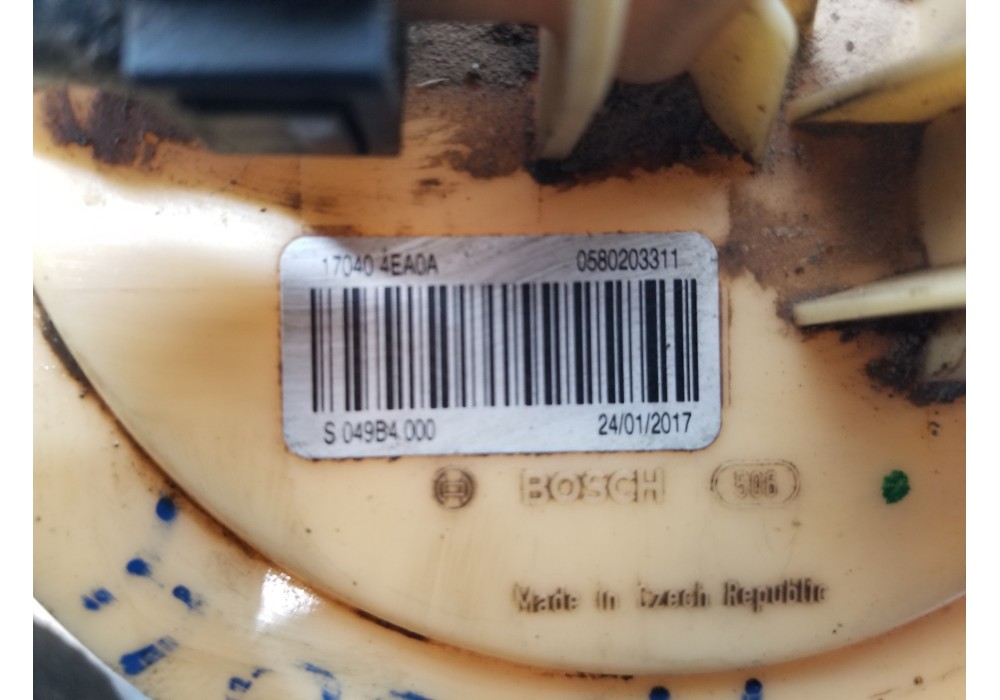 17040 4EA0A 0580203311
S 049B4 000 24/01/2017
BOSCH 506
Made in Czech Republic